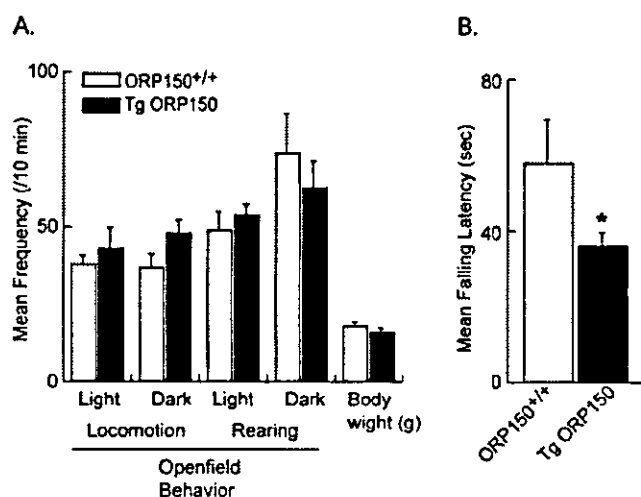 A.
Mean Frequency (/10 min)
100
50
0
ORP150+/+
Tg ORP150
Light Dark Light Dark Body
wight (g)
Locomotion Rearing
Openfield
Behavior
B.
Mean Falling Latency (sec)
80
40
0
*
ORP150+/+
Tg ORP150